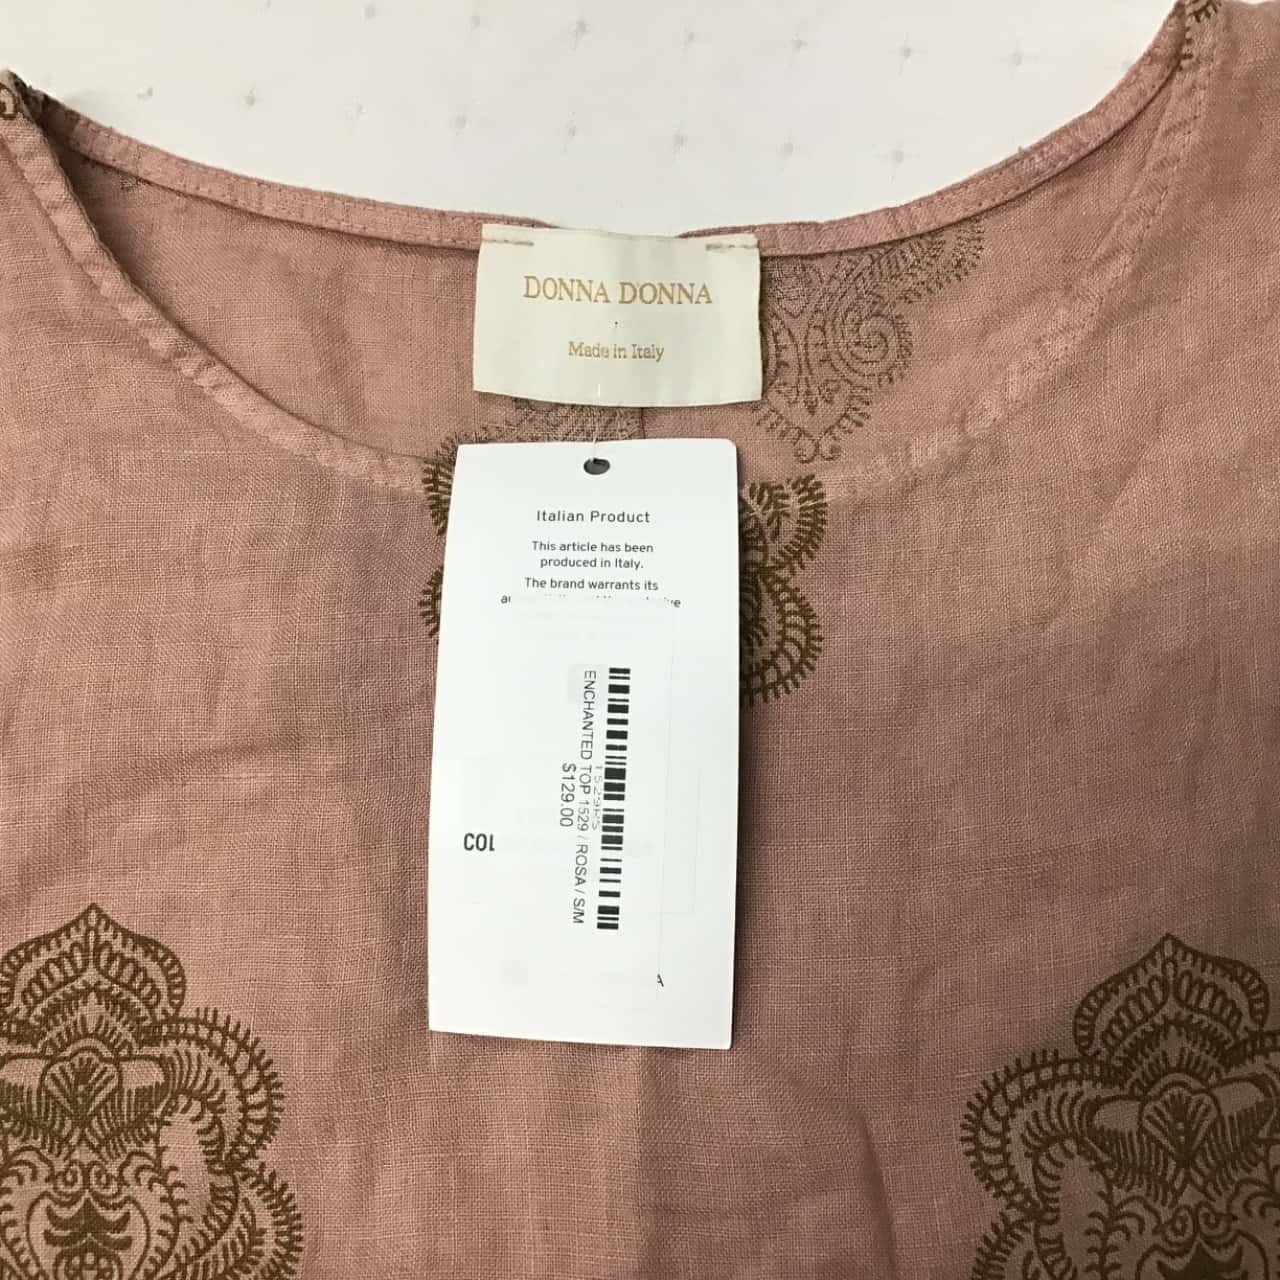 DONNA DONNA
Made in Italy
Italian Product
This article has been
produced in Italy.
The brand warrants its
1529RS
ENCHANTED TOP 1529 / ROSA / S/M
$129.00
COL